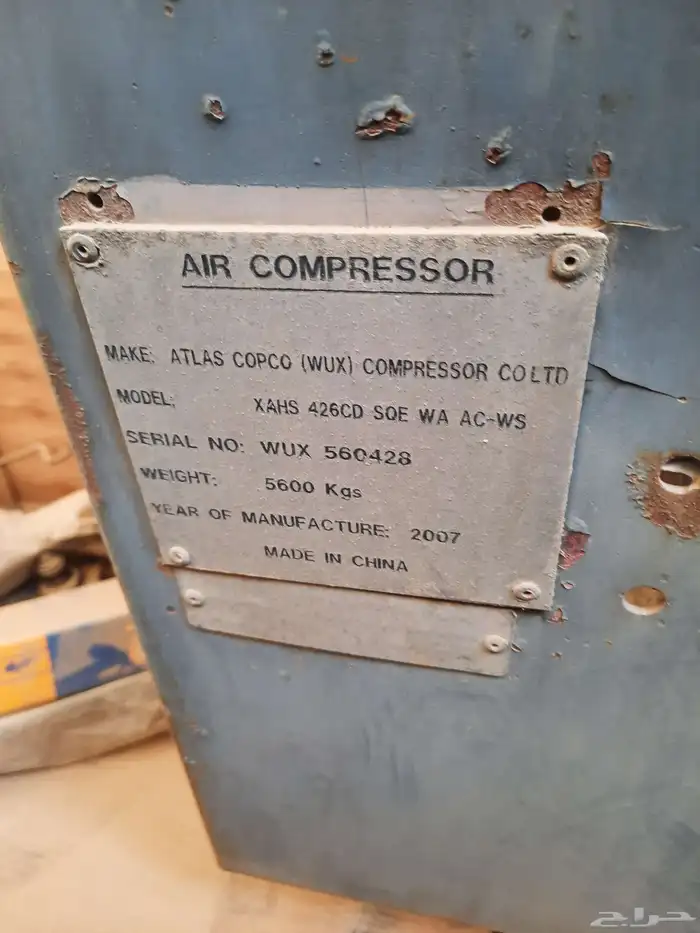 AIR COMPRESSOR
MAKE: ATLAS COPCO (WUX) COMPRESSOR CO LTD
MODEL: XAHS 426CD SOE WA AC-WS
SERIAL NO: WUX 560428
WEIGHT: 5600 Kgs
YEAR OF MANUFACTURE: 2007
MADE IN CHINA
حراج